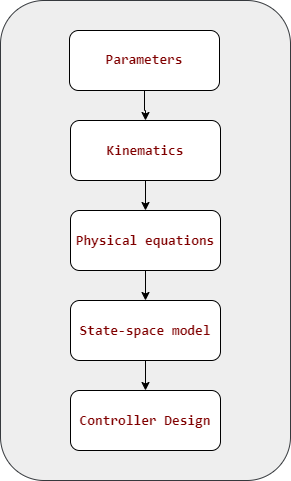 Parameters
Kinematics
Physical equations
State-space model
Controller Design